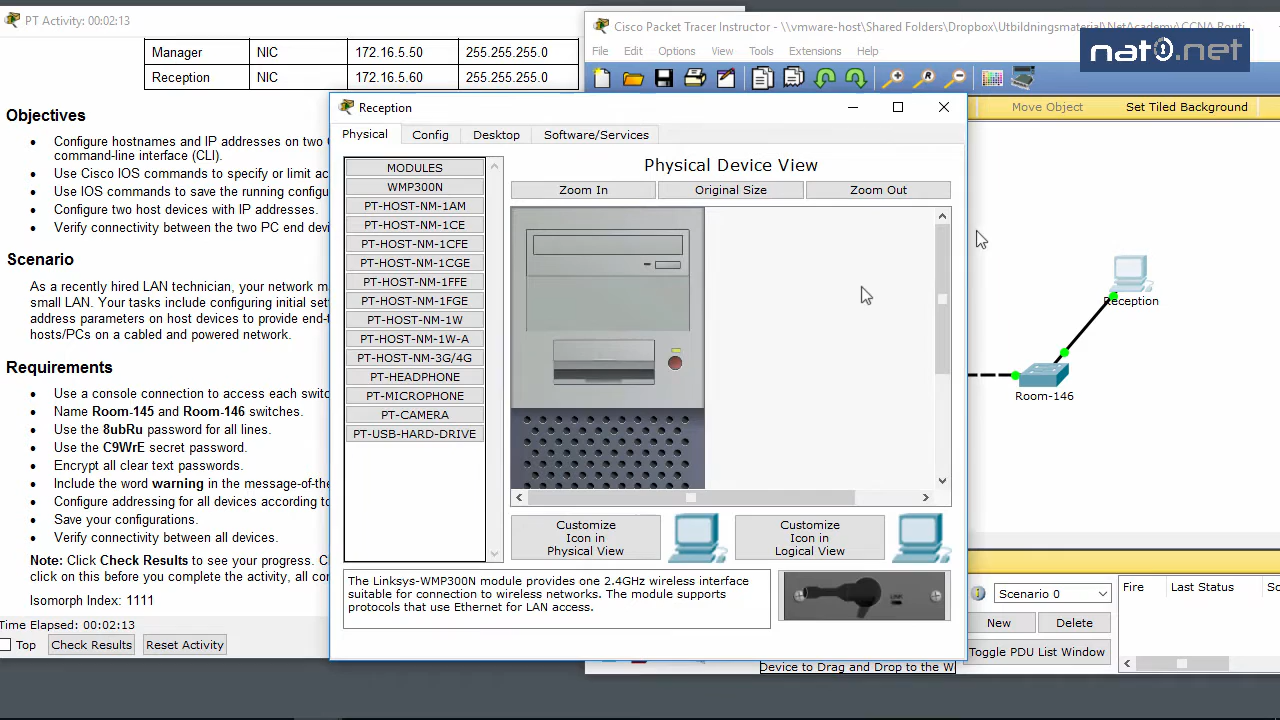 PT Activity: 00:02:13
Manager NIC 172.16.5.50 255.255.255.0
Reception NIC 172.16.5.60 255.255.255.0
Objectives
Configure hostnames and IP addresses on two
command-line interface (CLI).
Use Cisco IOS commands to specify or limit
Use IOS commands to save the running
Configure two host devices with IP addresses.
Verify connectivity between the two PC end
Scenario
As a recently hired LAN technician, your network
small LAN. Your tasks include configuring initial
address parameters on host devices to provide
hosts/PCs on a cabled and powered network.
Requirements
Use a console connection to access each
Name Room-145 and Room-146 switches.
Use the 8ubRu password for all lines.
Use the C9WrE secret password.
Encrypt all clear text passwords.
Include the word warning in the
Configure addressing for all devices according
Save your configurations.
Verify connectivity between all devices.
Note: Click Check Results to see your progress.
click on this before you complete the activity, all
Isomorph Index: 1111
Time Elapsed: 00:02:13
Top Check Results Reset Activity
Cisco Packet Tracer Instructor - \\vmware-host\Shared Folders\Dropbox\Utbildningsmaterial\NetAcademy\CCNA Routi...
File Edit Options View Tools Extensions Help
nat0.net
Move Object Set Tiled Background
Reception
Physical Config Desktop Software/Services
MODULES
WMP300N
PT-HOST-NM-1AM
PT-HOST-NM-1CE
PT-HOST-NM-1CFE
PT-HOST-NM-1CGE
PT-HOST-NM-1FFE
PT-HOST-NM-1FGE
PT-HOST-NM-1W
PT-HOST-NM-1W-A
PT-HOST-NM-3G/4G
PT-HEADPHONE
PT-MICROPHONE
PT-CAMERA
PT-USB-HARD-DRIVE
Physical Device View
Zoom In Original Size Zoom Out
Customize
Icon in
Physical View
Customize
Icon in
Logical View
The Linksys-WMP300N module provides one 2.4GHz wireless interface
suitable for connection to wireless networks. The module supports
protocols that use Ethernet for LAN access.
Reception
Room-146
Scenario 0
New Delete
Toggle PDU List Window
Fire Last Status
Device to Drag and Drop to the W